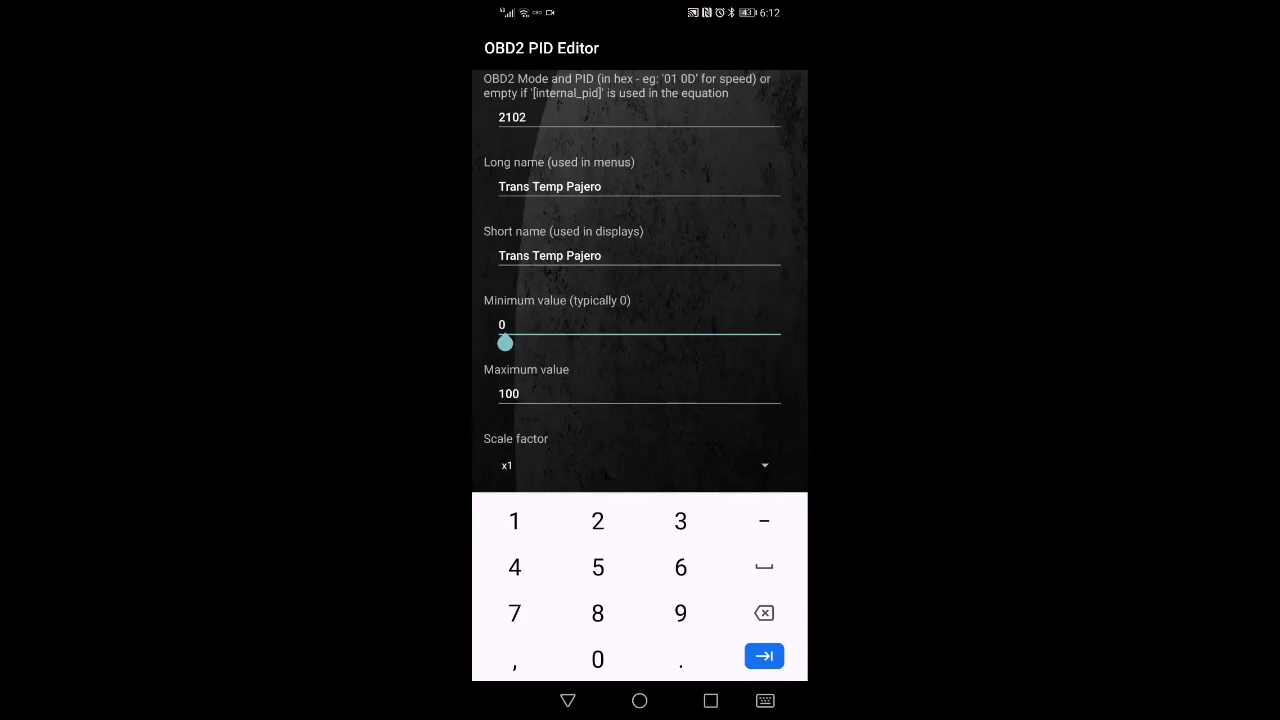 6:12
OBD2 PID Editor
OBD2 Mode and PID (in hex - eg: '01 0D' for speed) or
empty if '[internal_pid]' is used in the equation
2102
Long name (used in menus)
Trans Temp Pajero
Short name (used in displays)
Trans Temp Pajero
Minimum value (typically 0)
0
Maximum value
100
Scale factor
x1
1 2 3 -
4 5 6
7 8 9
, 0 .